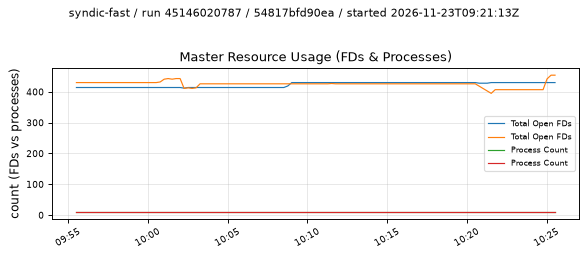 syndic-fast / run 45146020787 / 54817bfd90ea / started 2026-11-23T09:21:13Z
Master Resource Usage (FDs & Processes)
count (FDs vs processes)
400
300
200
100
0
Total Open FDs
Total Open FDs
Process Count
Process Count
09:55
10:00
10:05
10:10
10:15
10:20
10:25